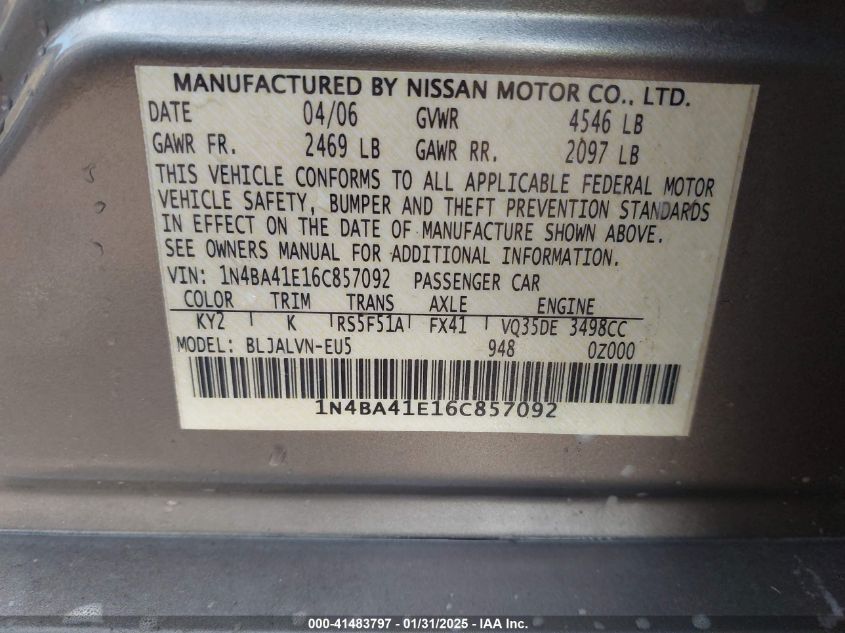 MANUFACTURED BY NISSAN MOTOR CO., LTD.
DATE 04/06 GVWR 4546 LB
GAWR FR. 2469 LB GAWR RR. 2097 LB
THIS VEHICLE CONFORMS TO ALL APPLICABLE FEDERAL MOTOR
VEHICLE SAFETY, BUMPER AND THEFT PREVENTION STANDARDS
IN EFFECT ON THE DATE OF MANUFACTURE SHOWN ABOVE.
SEE OWNERS MANUAL FOR ADDITIONAL INFORMATION.
VIN: 1N4BA41E16C857092 PASSENGER CAR
COLOR TRIM TRANS AXLE ENGINE
KY2 K RS5F51A FX41 VQ35DE 3498CC
MODEL: BLJALVN-EU5 948 0Z000
1N4BA41E16C857092
000-41483797 - 01/31/2025 - IAA Inc.